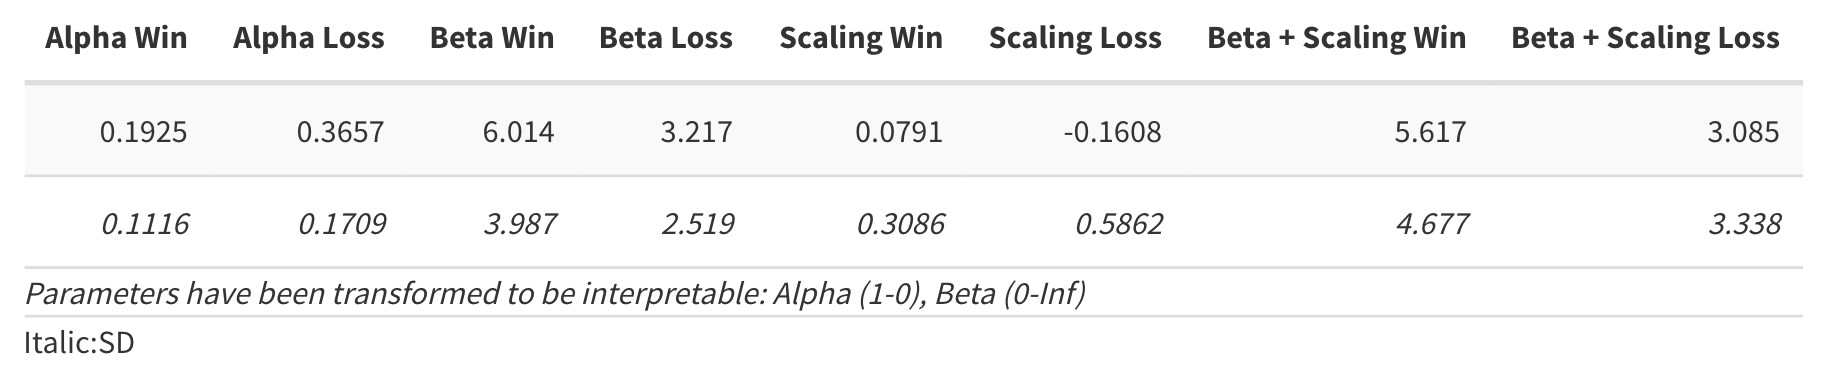 Alpha Win Alpha Loss Beta Win Beta Loss Scaling Win Scaling Loss Beta + Scaling Win Beta + Scaling Loss
0.1925 0.3657 6.014 3.217 0.0791 -0.1608 5.617 3.085
0.1116 0.1709 3.987 2.519 0.3086 0.5862 4.677 3.338
Parameters have been transformed to be interpretable: Alpha (1-0), Beta (0-Inf)
Italic:SD